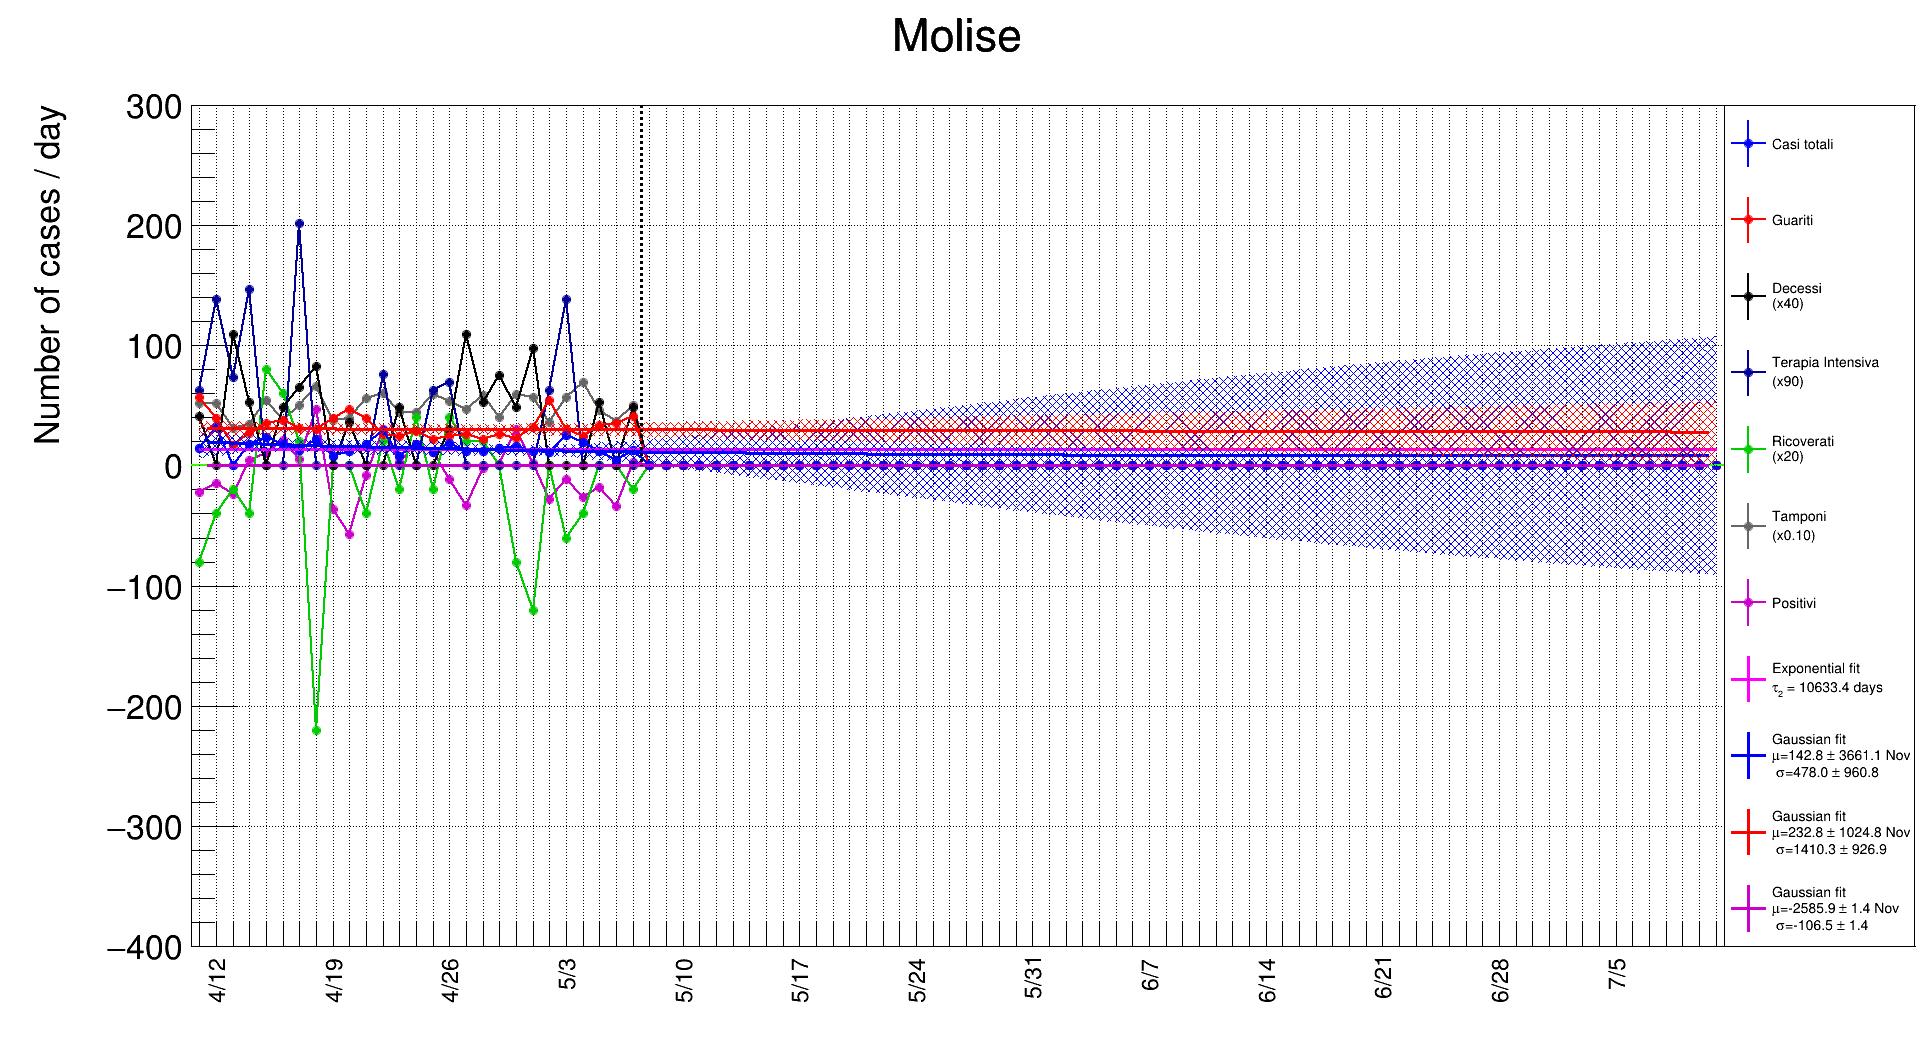 Molise
Number of cases / day
300
200
100
0
−100
−200
−300
−400
4/12
4/19
4/26
5/3
5/10
5/17
5/24
5/31
6/7
6/14
6/21
6/28
7/5
Casi totali
Guariti
Decessi
(x40)
Terapia Intensiva
(x90)
Ricoverati
(x20)
Tamponi
(x0.10)
Positivi
Exponential fit
τ2 = 10633.4 days
Gaussian fit
μ=142.8 ± 3661.1 Nov
σ=478.0 ± 960.8
Gaussian fit
μ=232.8 ± 1024.8 Nov
σ=1410.3 ± 926.9
Gaussian fit
μ=-2585.9 ± 1.4 Nov
σ=-106.5 ± 1.4